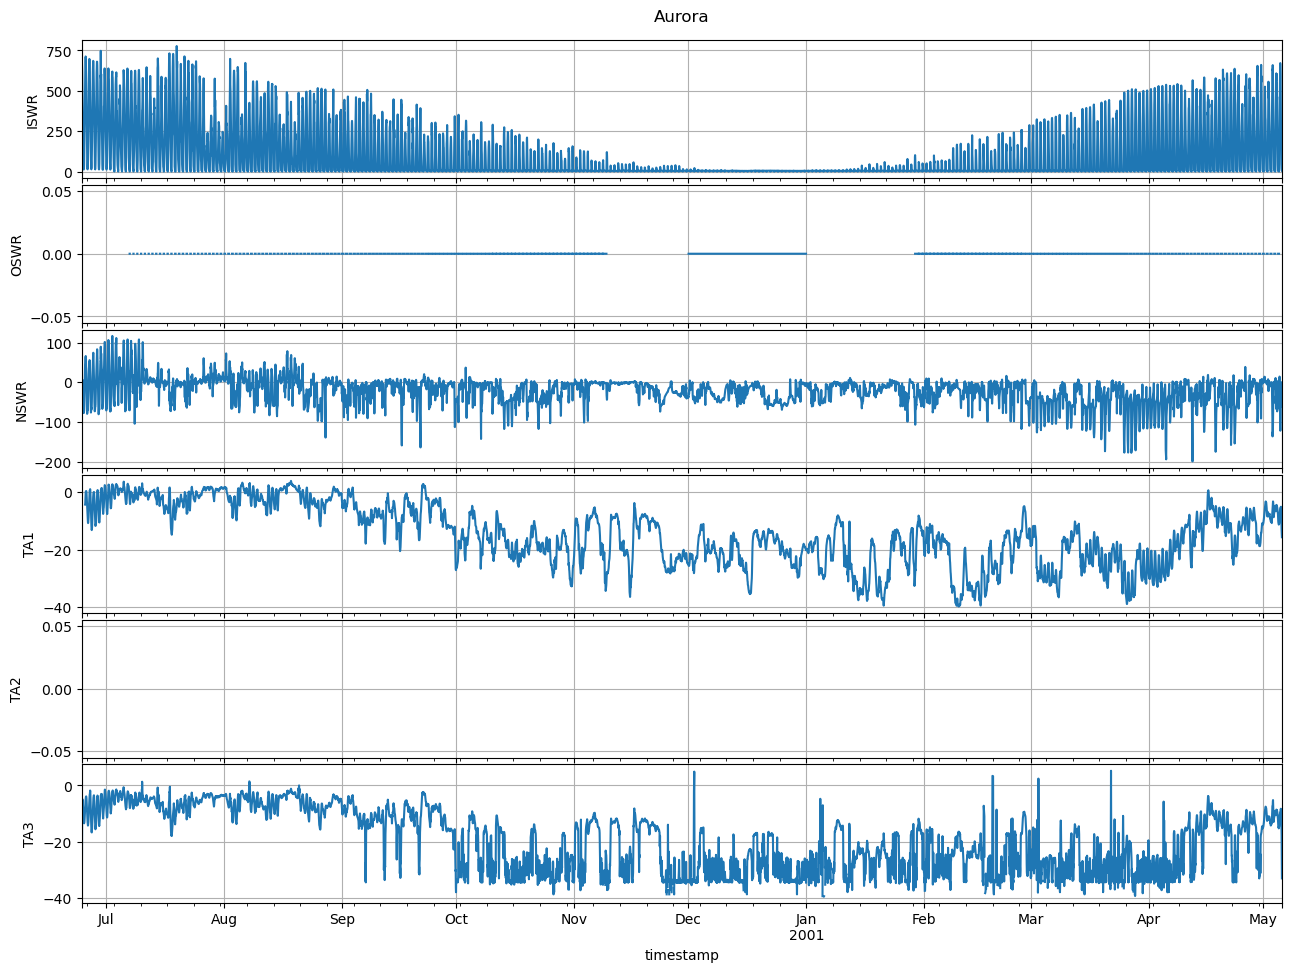 Aurora
750
500
250
0
ISWR
0.05
0.00
−0.05
OSWR
100
0
−100
−200
NSWR
0
−20
−40
TA1
0.05
0.00
−0.05
TA2
0
−20
−40
TA3
Jul Aug Sep Oct Nov Dec Jan Feb Mar Apr May
2001
timestamp